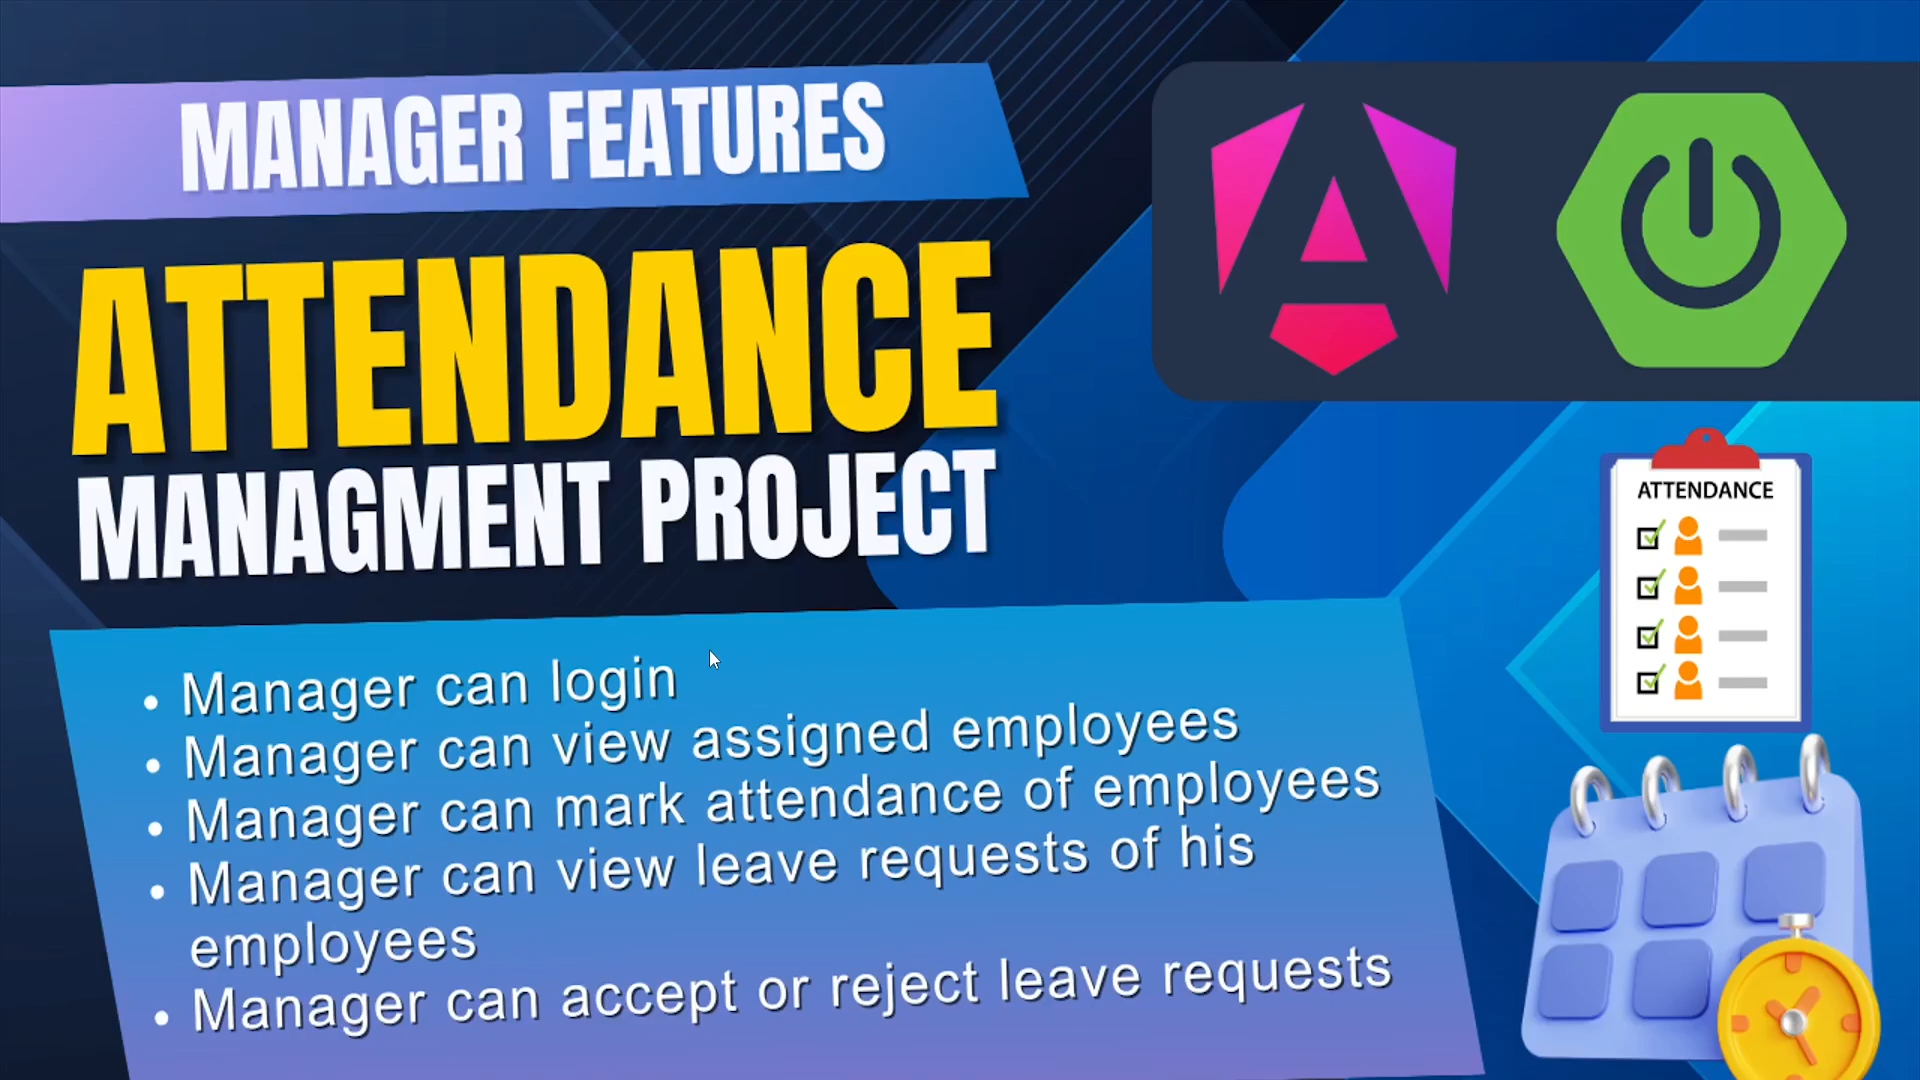 MANAGER FEATURES
ATTENDANCE
MANAGMENT PROJECT
ATTENDANCE
• Manager can login
• Manager can view assigned employees
• Manager can mark attendance of employees
• Manager can view leave requests of his
employees
• Manager can accept or reject leave requests